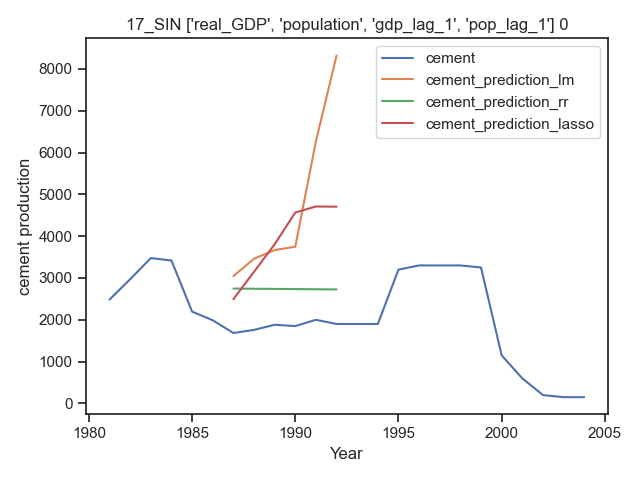 17_SIN ['real_GDP', 'population', 'gdp_lag_1', 'pop_lag_1'] 0
cement
cement_prediction_lm
cement_prediction_rr
cement_prediction_lasso
cement production
8000
7000
6000
5000
4000
3000
2000
1000
0
1980 1985 1990 1995 2000 2005
Year